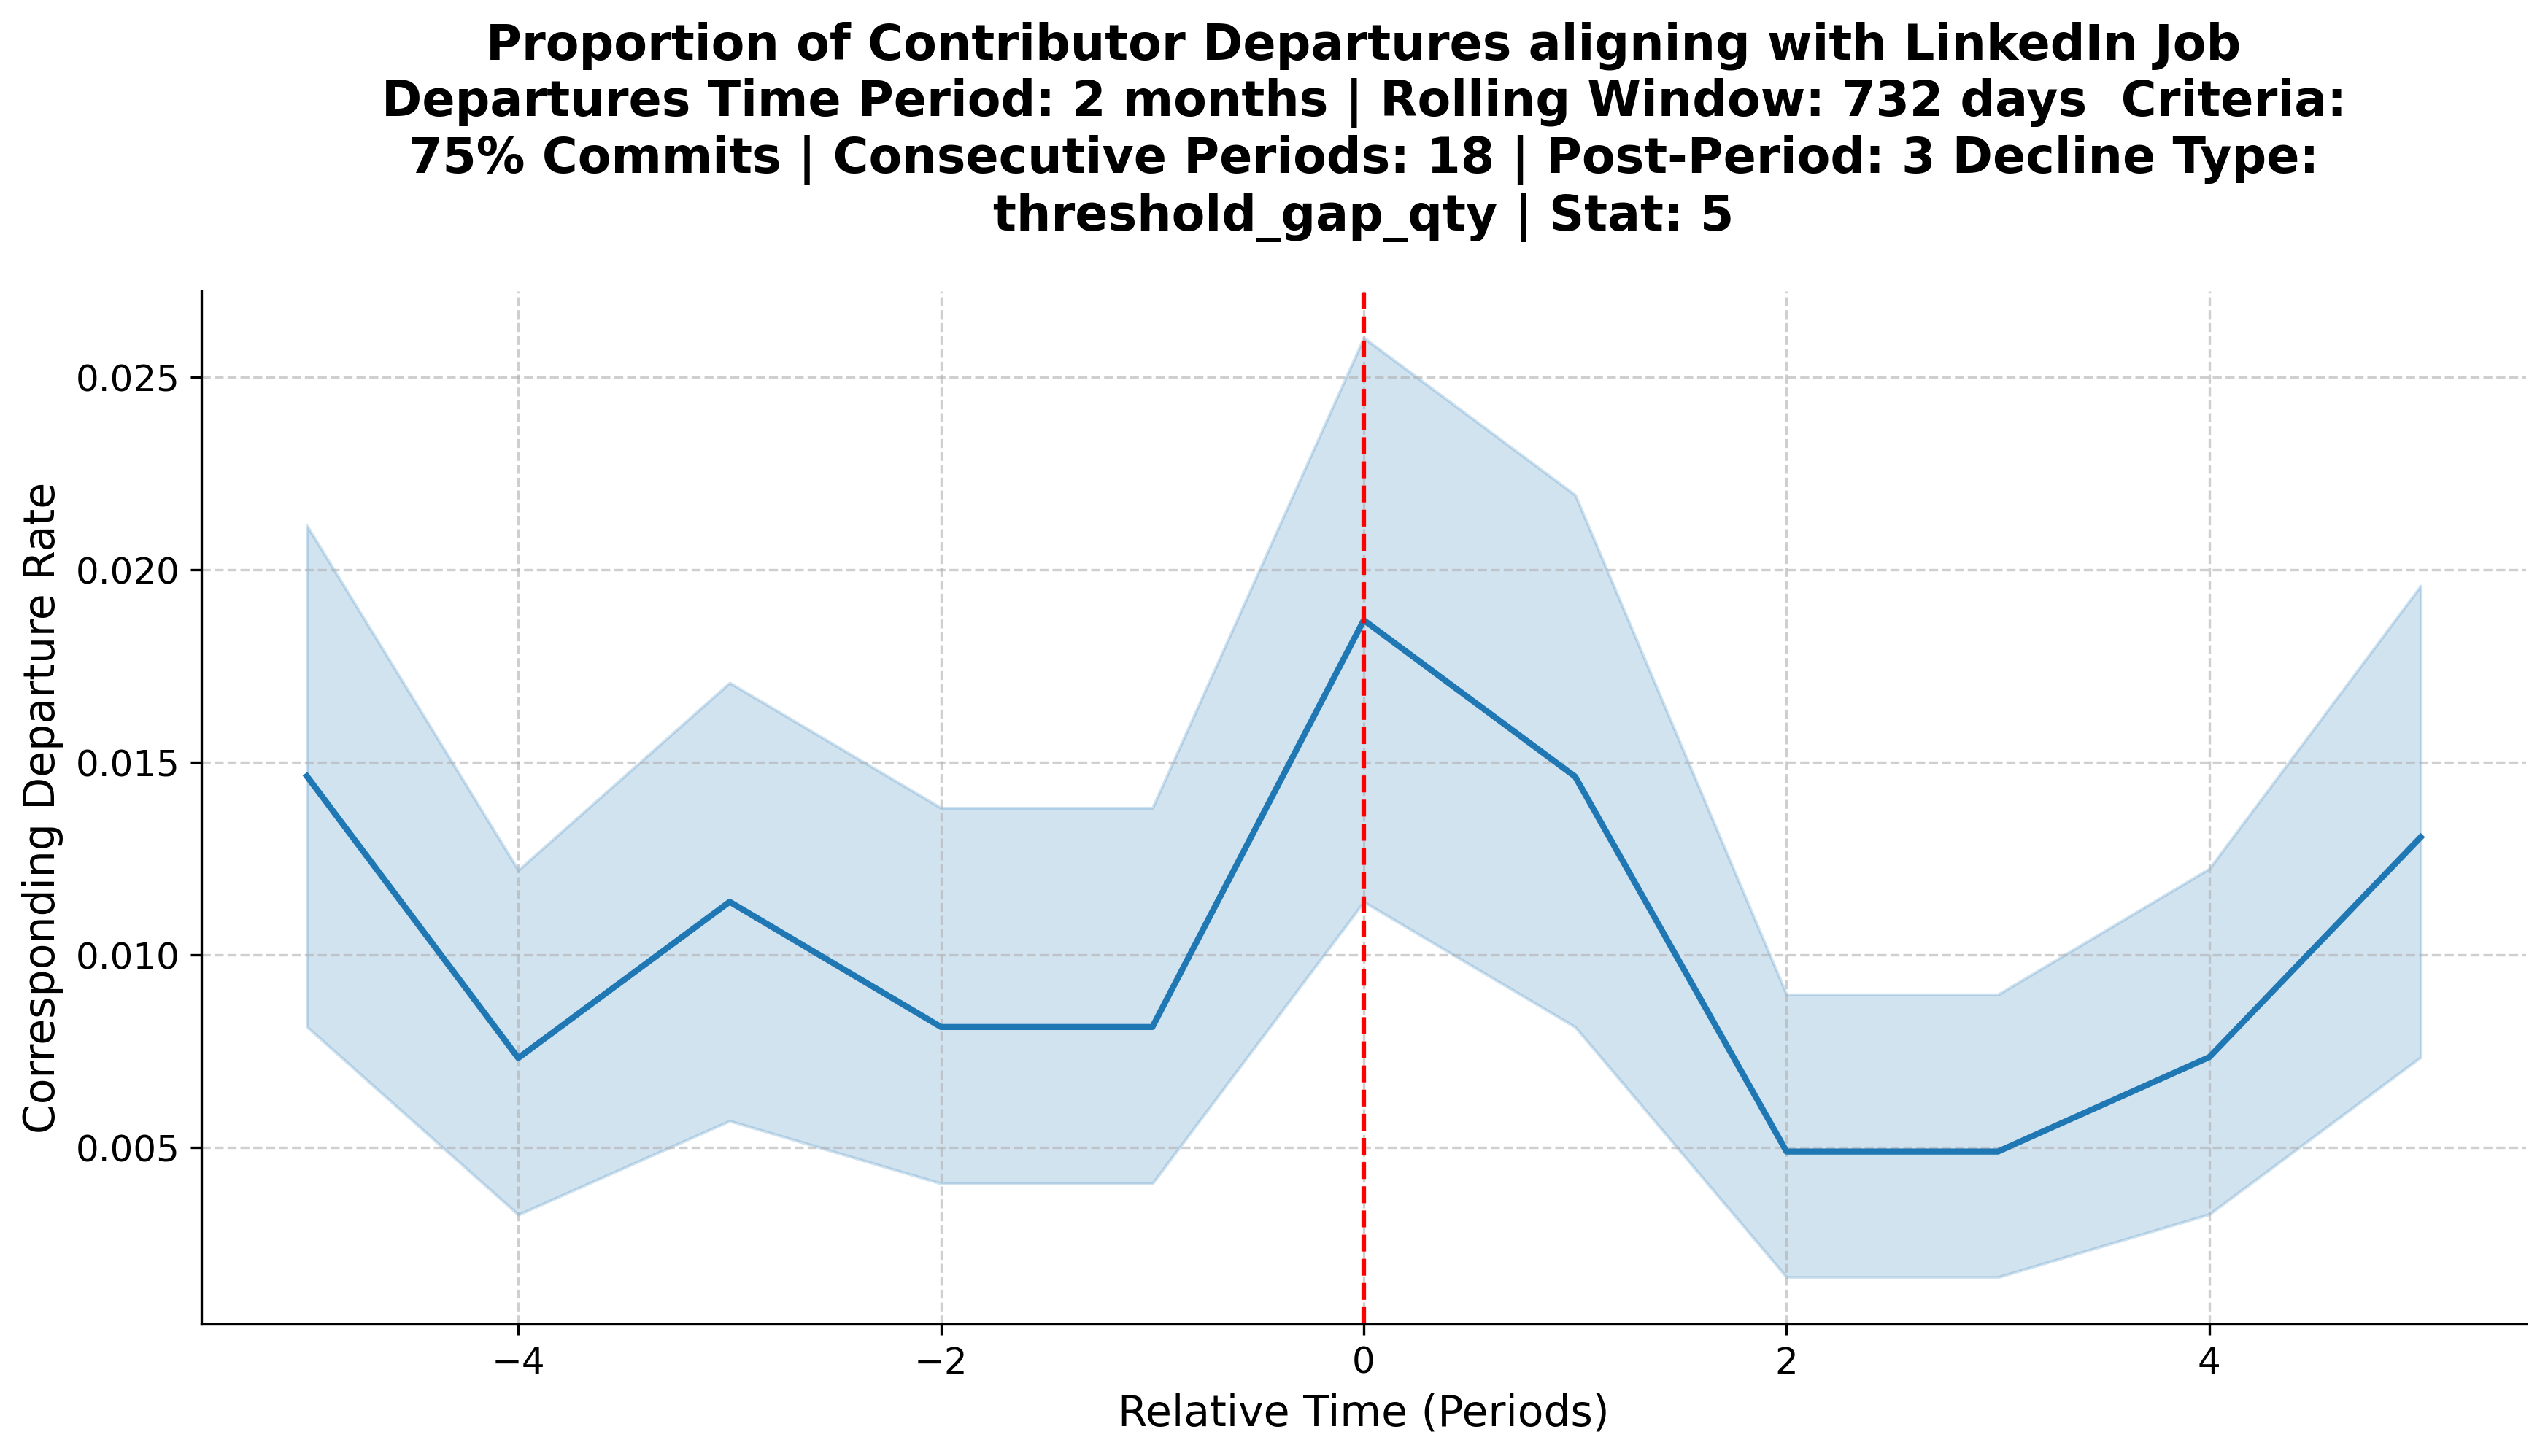 Proportion of Contributor Departures aligning with LinkedIn Job
Departures Time Period: 2 months | Rolling Window: 732 days  Criteria:
75% Commits | Consecutive Periods: 18 | Post-Period: 3 Decline Type:
threshold_gap_qty | Stat: 5
Corresponding Departure Rate
0.025
0.020
0.015
0.010
0.005
−4
−2
0
2
4
Relative Time (Periods)